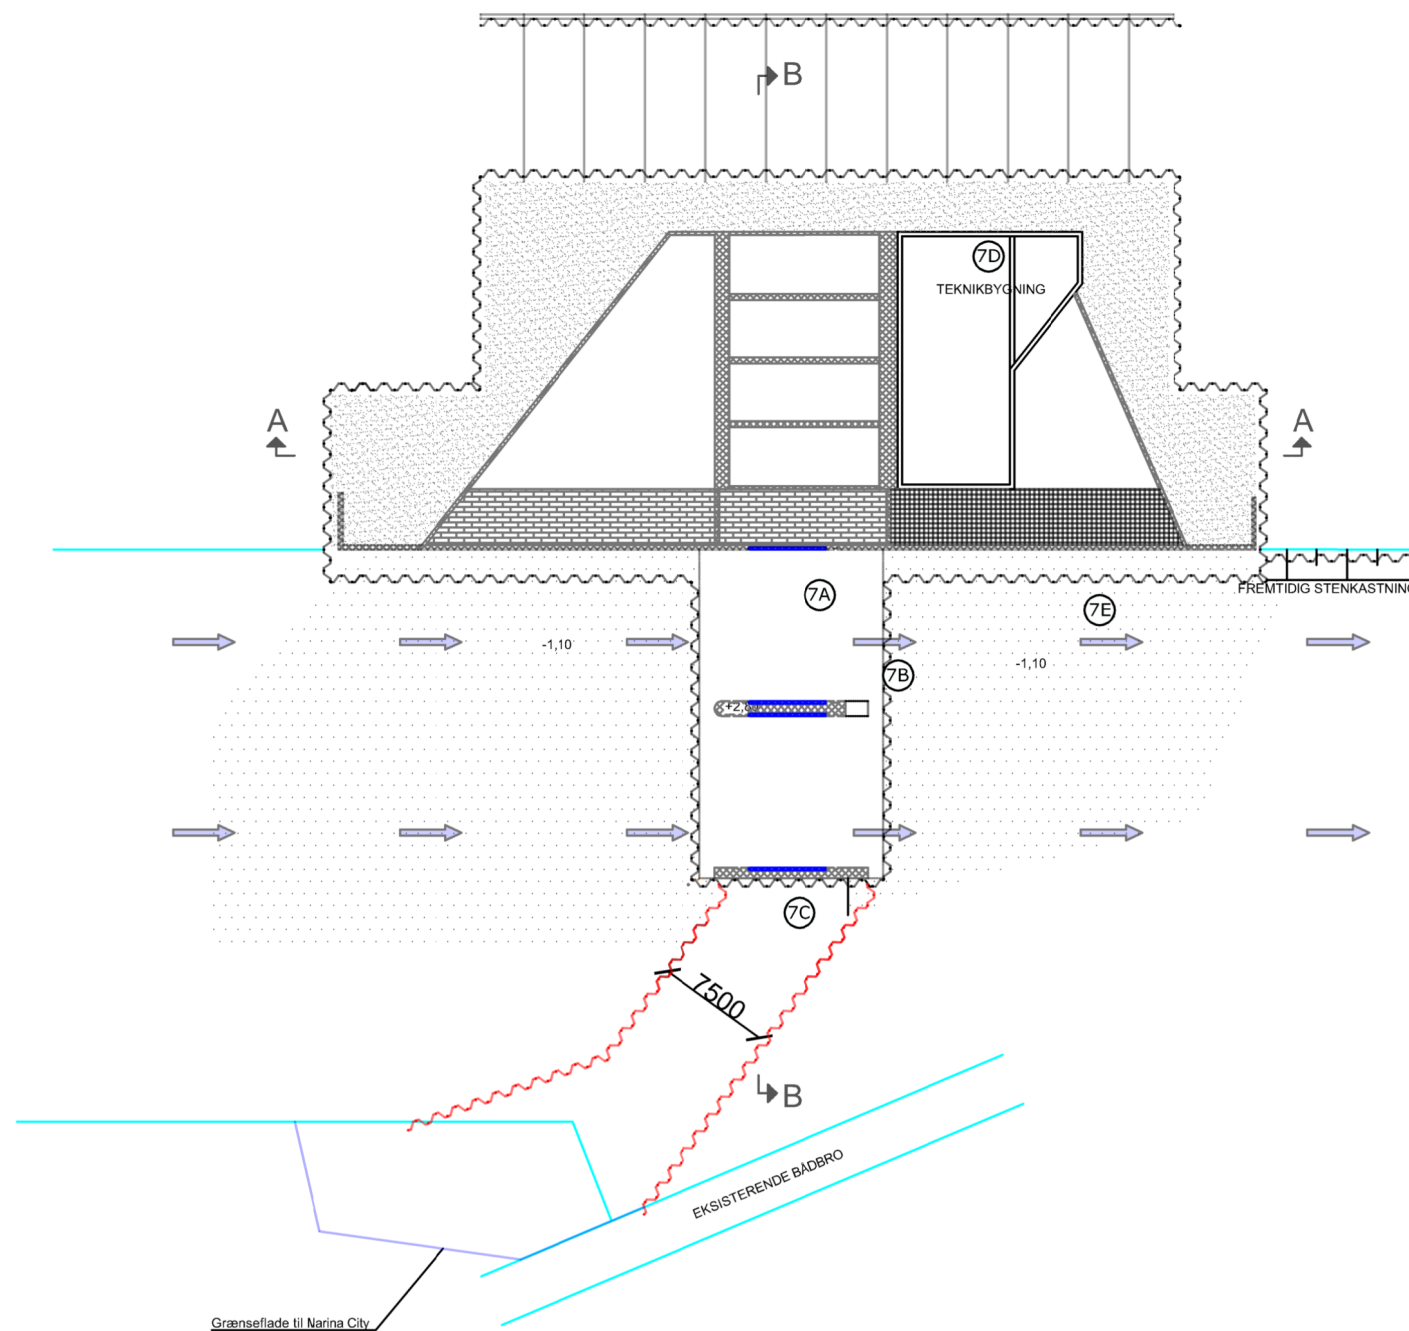 B
7D
TEKNIKBYGNING
A
A
7A
7E
FREMTIDIG STENKASTNING
-1,10
-1,10
7B
7C
7500
B
EKSISTERENDE BÅDBRO
Grænseflade til Narina City